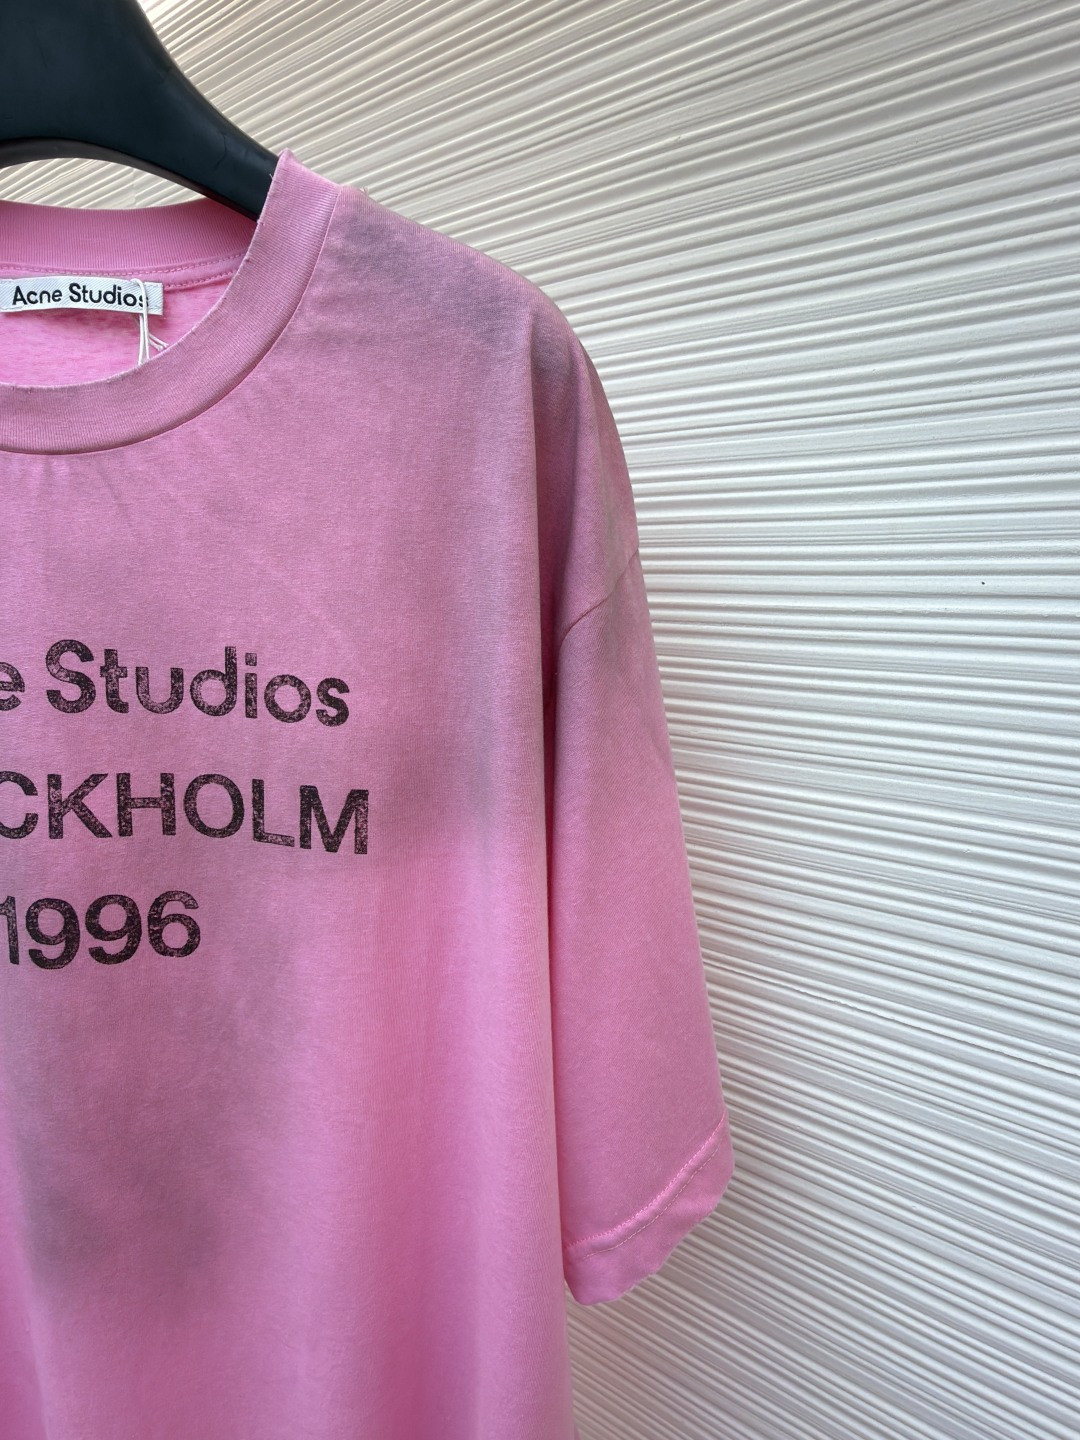 Acne Studios
e Studios
CKHOLM
1996